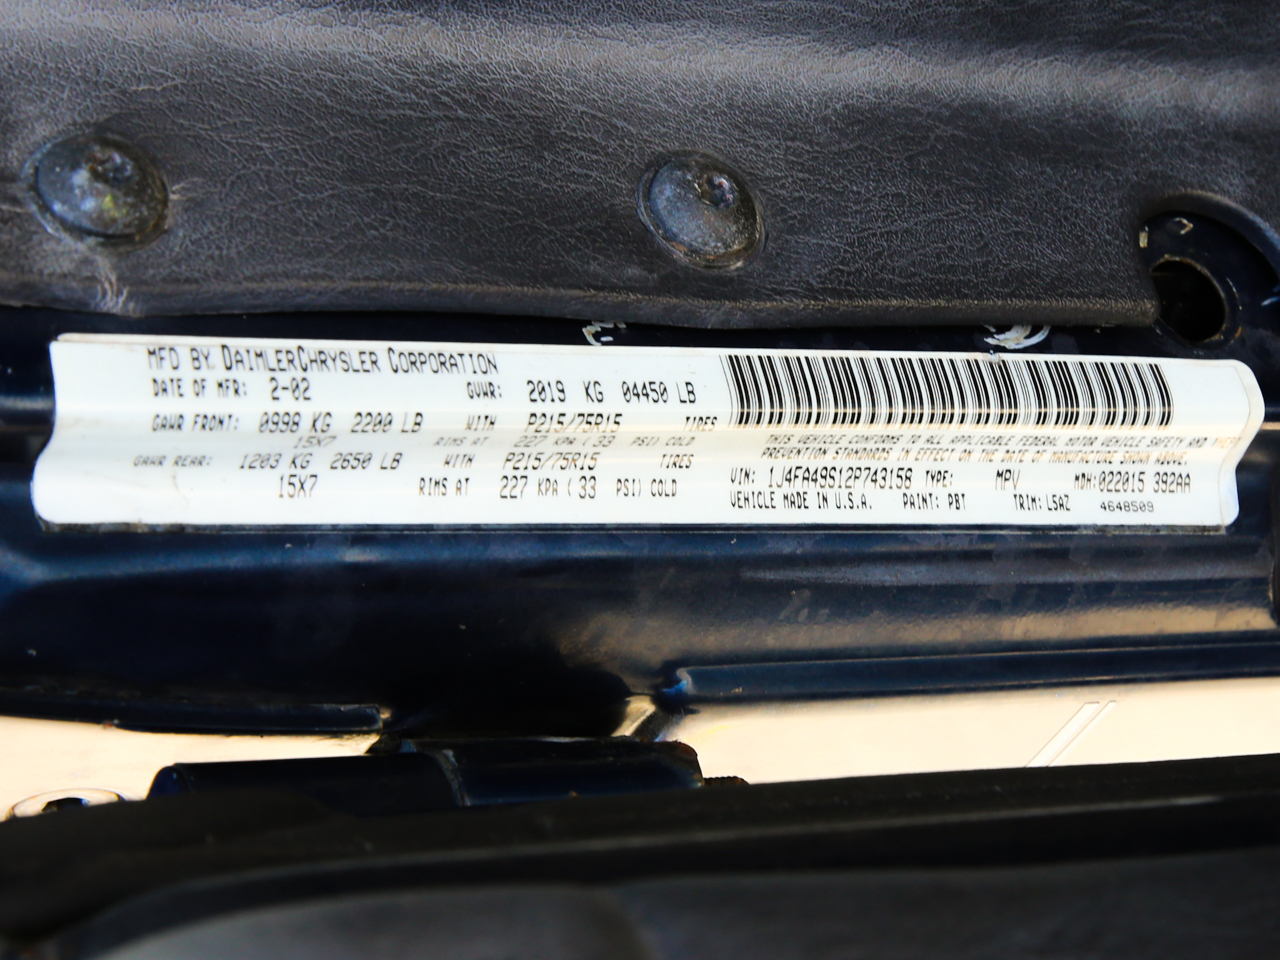 MFD BY DAIMLERCHRYSLER CORPORATION
DATE OF MFR: 2-02 GVWR: 2019 KG 04450 LB
GAWR FRONT: 0998 KG 2200 LB WITH P215/75R15 TIRES
15X7 RIMS AT 227 KPA ( 33 PSI) COLD
GAWR REAR: 1203 KG 2650 LB WITH P215/75R15 TIRES
15X7 RIMS AT 227 KPA ( 33 PSI) COLD
THIS VEHICLE CONFORMS TO ALL APPLICABLE FEDERAL MOTOR VEHICLE SAFETY AND THEFT
PREVENTION STANDARDS IN EFFECT ON THE DATE OF MANUFACTURE SHOWN ABOVE.
VIN: 1J4FA49S12P743158 TYPE: MPV MDH: 022015 392AA
VEHICLE MADE IN U.S.A. PAINT: PBT TRIM: L5AZ 4648509